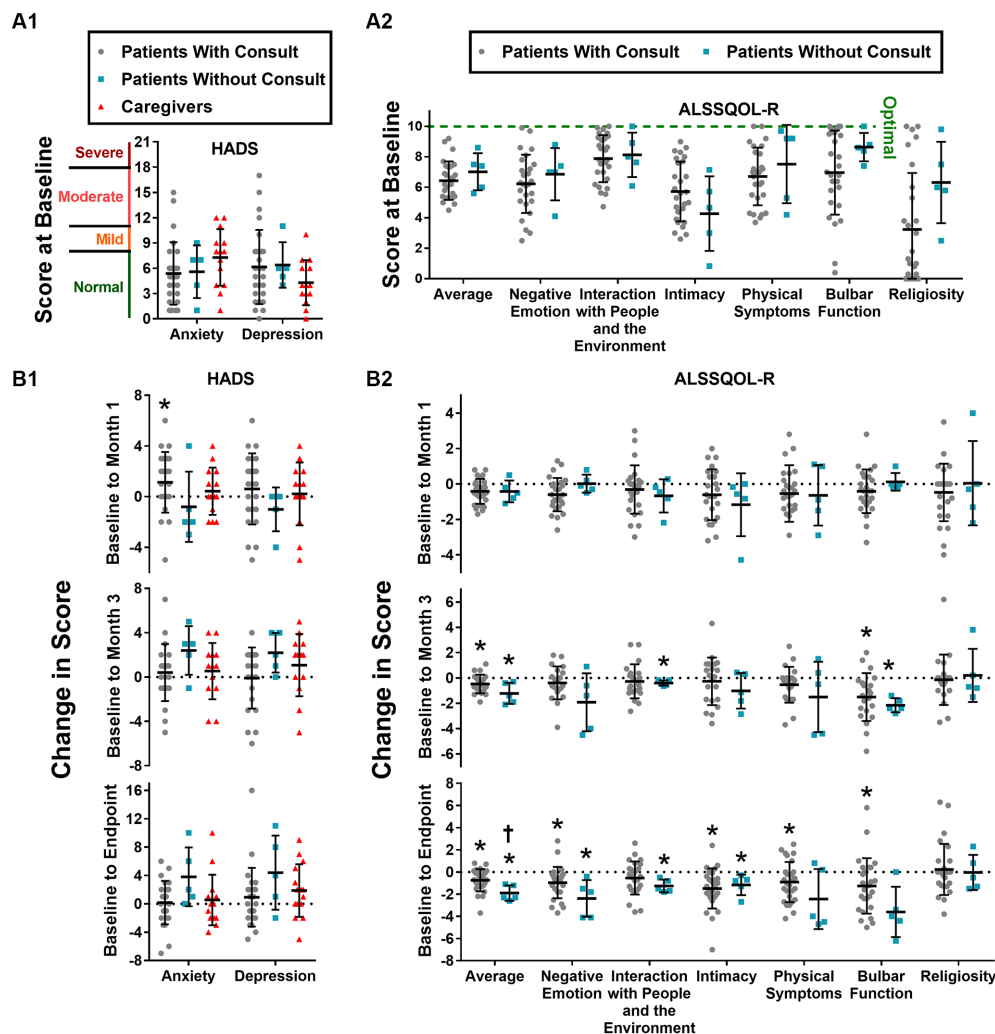 A1
Patients With Consult
Patients Without Consult
Caregivers
HADS
Score at Baseline
Severe
Moderate
Mild
Normal
21
18
15
12
9
6
3
0
Anxiety
Depression
A2
Patients With Consult
Patients Without Consult
ALSSQOL-R
Optimal
Score at Baseline
10
8
6
4
2
0
Average
Negative
Emotion
Interaction
with People
and the
Environment
Intimacy
Physical
Symptoms
Bulbar
Function
Religiosity
B1
HADS
Change in Score
Baseline to Month 1
8
4
0
-4
*
Baseline to Month 3
8
4
0
-4
-8
Baseline to Endpoint
16
12
8
4
0
-4
-8
Anxiety
Depression
B2
ALSSQOL-R
Change in Score
Baseline to Month 1
4
2
0
-2
-4
Baseline to Month 3
6
4
2
0
-2
-4
-6
* * * * *
Baseline to Endpoint
8
6
4
2
0
-2
-4
-6
-8
* † * * * * * * * *
Average
Negative
Emotion
Interaction
with People
and the
Environment
Intimacy
Physical
Symptoms
Bulbar
Function
Religiosity